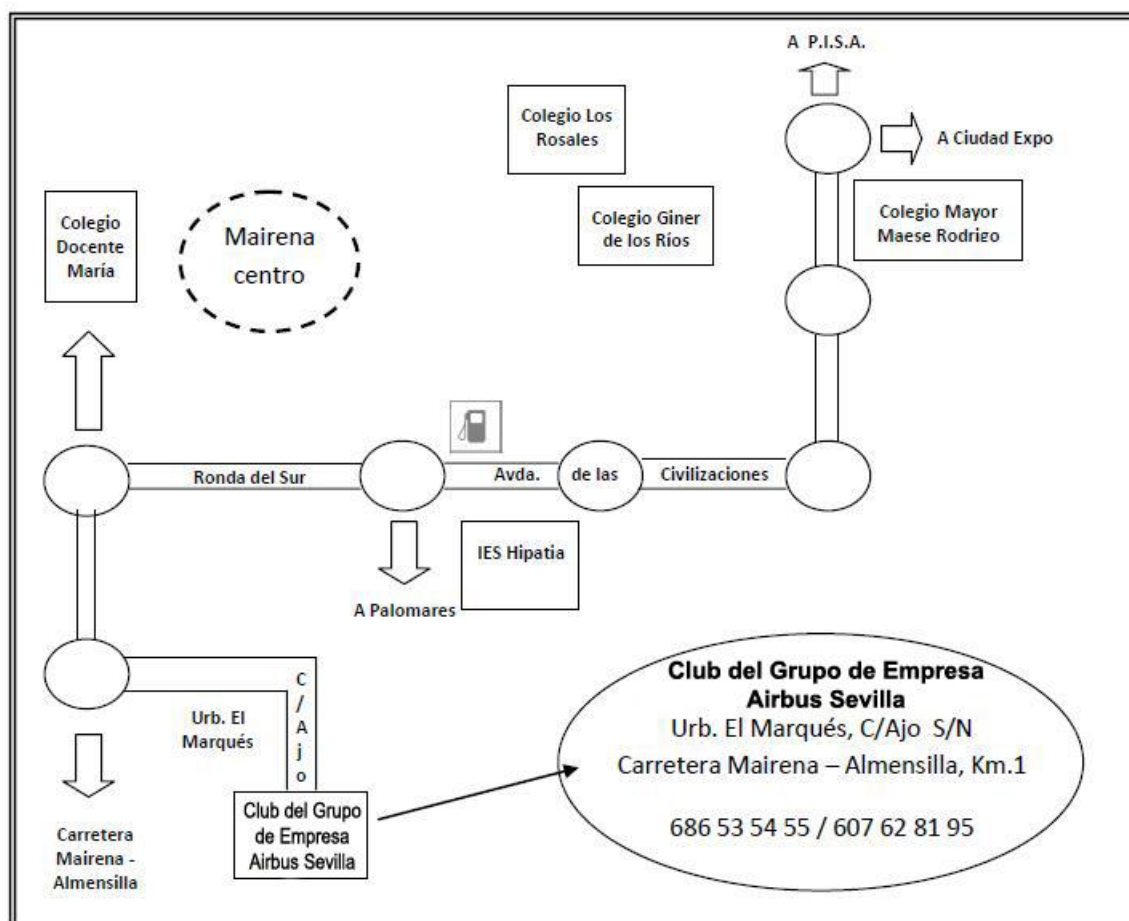 A P.I.S.A.
Colegio Los
Rosales
A Ciudad Expo
Colegio
Docente
María
Mairena
centro
Colegio Giner
de los Ríos
Colegio Mayor
Maese Rodrigo
Ronda del Sur
Avda. de las Civilizaciones
IES Hipatia
A Palomares
C/Ajo
Urb. El
Marqués
Club del Grupo
de Empresa
Airbus Sevilla
Carretera
Mairena -
Almensilla
Club del Grupo de Empresa
Airbus Sevilla
Urb. El Marqués, C/Ajo S/N
Carretera Mairena – Almensilla, Km.1
686 53 54 55 / 607 62 81 95